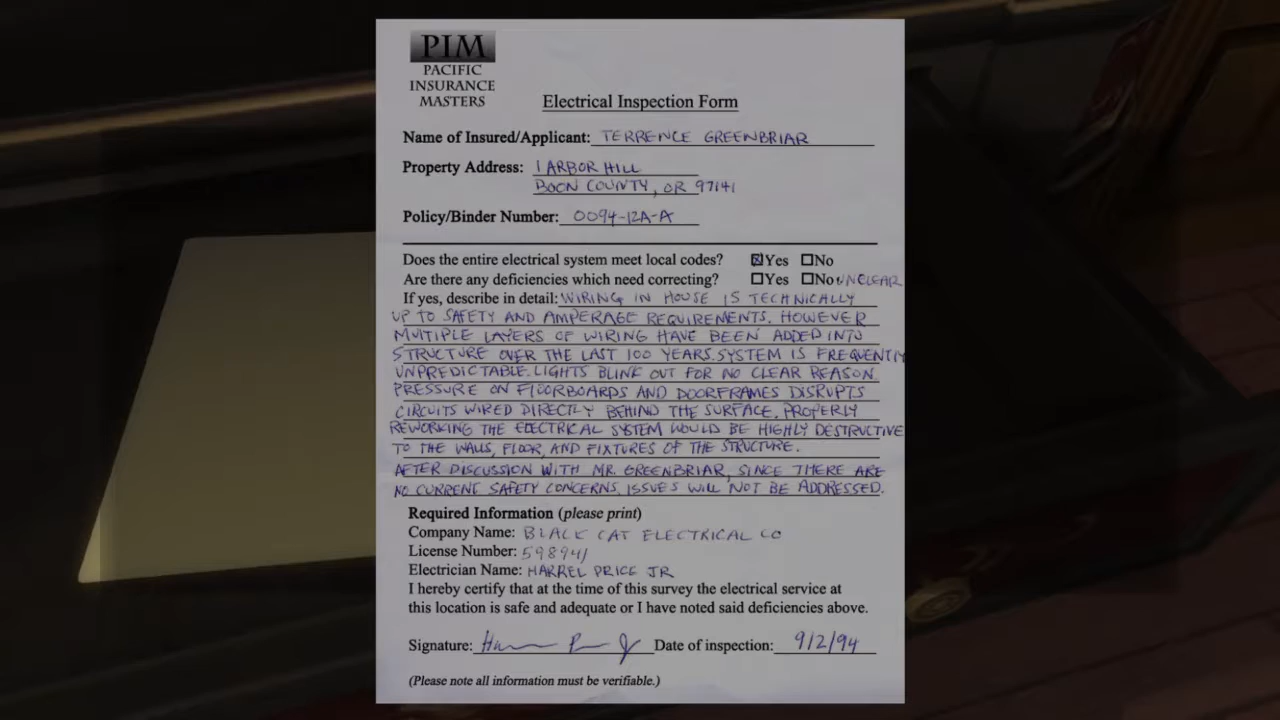 PIM
PACIFIC
INSURANCE
MASTERS
Electrical Inspection Form
Name of Insured/Applicant: TERRENCE GREENBRIAR
Property Address: 1 ARBOR HILL
BOON COUNTY, OR 97141
Policy/Binder Number: 0094-12A-A
Does the entire electrical system meet local codes? ☒Yes ☐No
Are there any deficiencies which need correcting? ☐Yes ☐No UNCLEAR
If yes, describe in detail: WIRING IN HOUSE IS TECHNICALLY
UP TO SAFETY AND AMPERAGE REQUIREMENTS. HOWEVER
MULTIPLE LAYERS OF WIRING HAVE BEEN ADDED INTO
STRUCTURE OVER THE LAST 100 YEARS. SYSTEM IS FREQUENTLY
UNPREDICTABLE. LIGHTS BLINK OUT FOR NO CLEAR REASON.
PRESSURE ON FLOORBOARDS AND DOORFRAMES DISRUPTS
CIRCUITS WIRED DIRECTLY BEHIND THE SURFACE. PROPERLY
REWORKING THE ELECTRICAL SYSTEM WOULD BE HIGHLY DESTRUCTIVE
TO THE WALLS, FLOOR, AND FIXTURES OF THE STRUCTURE.
AFTER DISCUSSION WITH MR. GREENBRIAR, SINCE THERE ARE
NO CURRENT SAFETY CONCERNS, ISSUES WILL NOT BE ADDRESSED.
Required Information (please print)
Company Name: BLACK CAT ELECTRICAL CO
License Number: 598941
Electrician Name: HARREL PRICE JR
I hereby certify that at the time of this survey the electrical service at
this location is safe and adequate or I have noted said deficiencies above.
Signature: Date of inspection: 9/2/94
(Please note all information must be verifiable.)